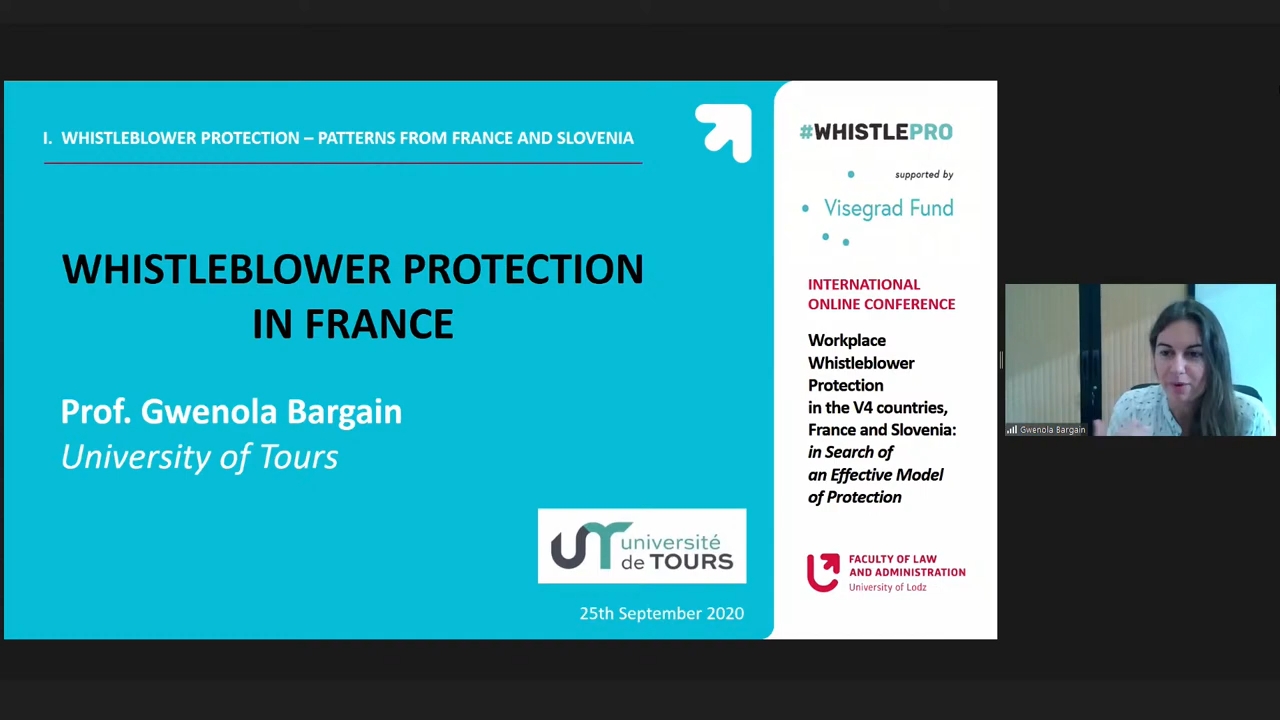 I. WHISTLEBLOWER PROTECTION – PATTERNS FROM FRANCE AND SLOVENIA
WHISTLEBLOWER PROTECTION
IN FRANCE
Prof. Gwenola Bargain
University of Tours
université
de TOURS
25th September 2020
#WHISTLEPRO
supported by
Visegrad Fund
INTERNATIONAL
ONLINE CONFERENCE
Workplace
Whistleblower
Protection
in the V4 countries,
France and Slovenia:
in Search of
an Effective Model
of Protection
FACULTY OF LAW
AND ADMINISTRATION
University of Lodz
Gwenola Bargain